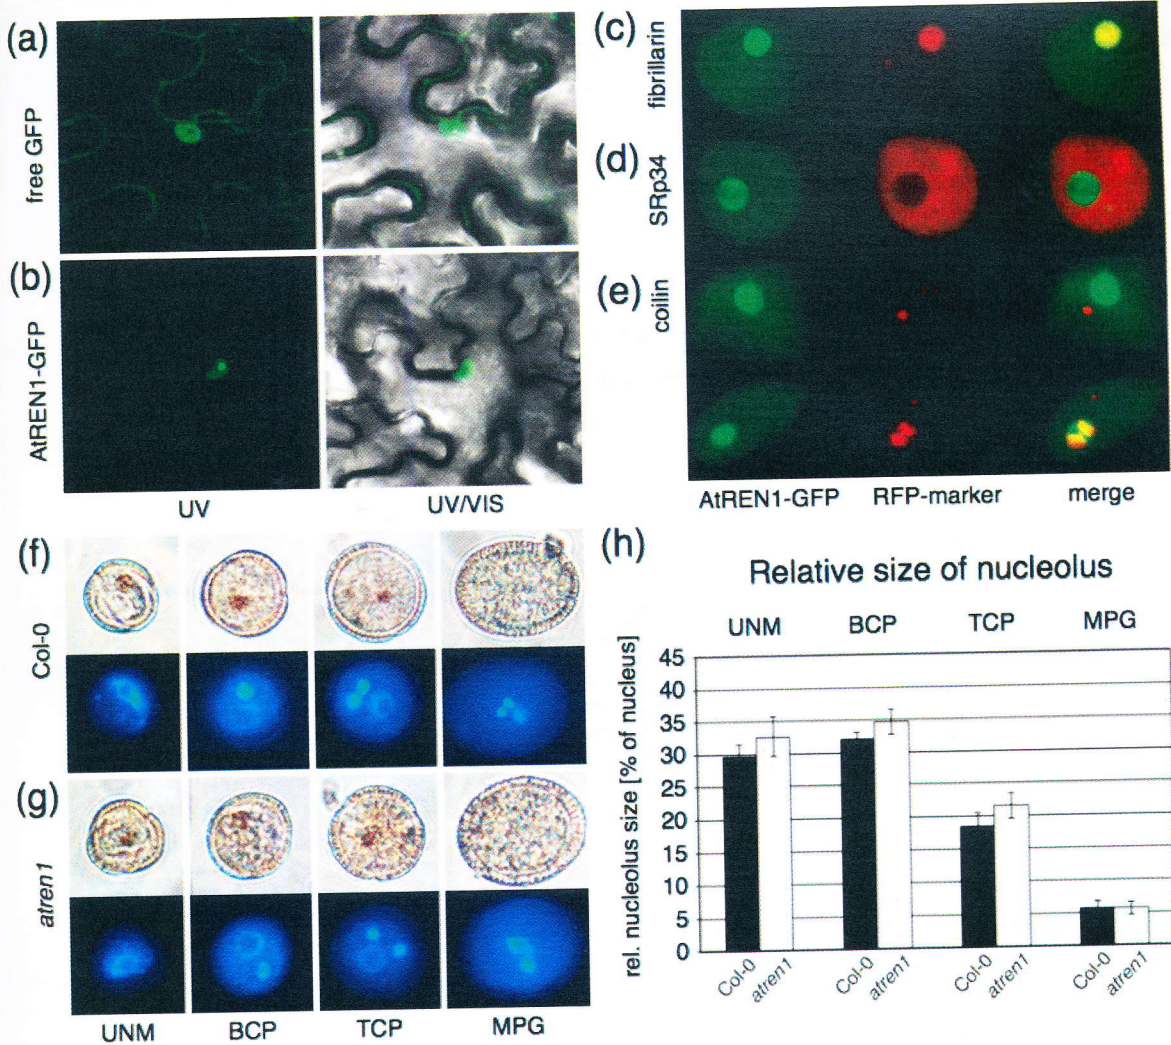 (a)
free GFP
(b)
AtREN1-GFP
UV
UV/VIS
(c)
fibrillarin
(d)
SRp34
(e)
coilin
AtREN1-GFP
RFP-marker
merge
(f)
Col-0
(g)
atren1
UNM
BCP
TCP
MPG
(h)
Relative size of nucleolus
UNM
BCP
TCP
MPG
rel. nucleolus size [% of nucleus]
45
40
35
30
25
20
15
10
5
0
Col-0
atren1
Col-0
atren1
Col-0
atren1
Col-0
atren1